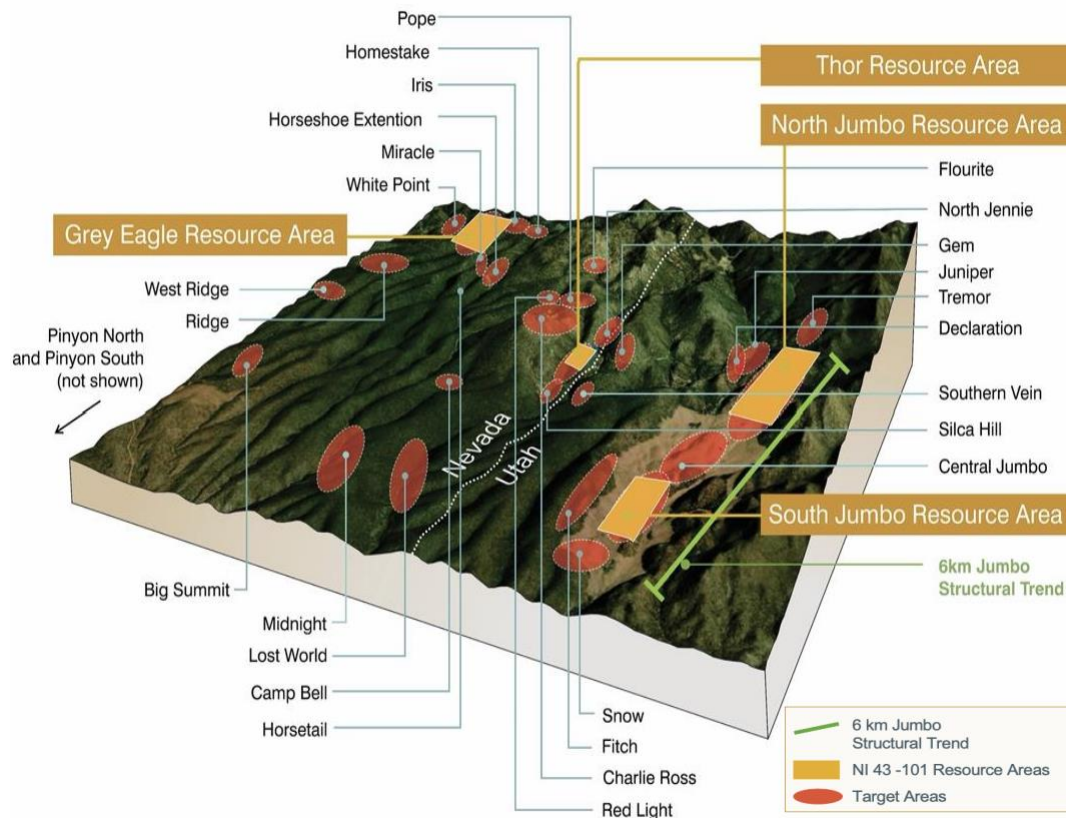 Pope
Homestake
Iris
Horseshoe Extention
Miracle
White Point
Grey Eagle Resource Area
West Ridge
Ridge
Pinyon North
and Pinyon South
(not shown)
Big Summit
Midnight
Lost World
Camp Bell
Horsetail
Nevada
Utah
Thor Resource Area
North Jumbo Resource Area
Flourite
North Jennie
Gem
Juniper
Tremor
Declaration
Southern Vein
Silca Hill
Central Jumbo
South Jumbo Resource Area
6km Jumbo
Structural Trend
Snow
Fitch
Charlie Ross
Red Light
6 km Jumbo
Structural Trend
NI 43 -101 Resource Areas
Target Areas